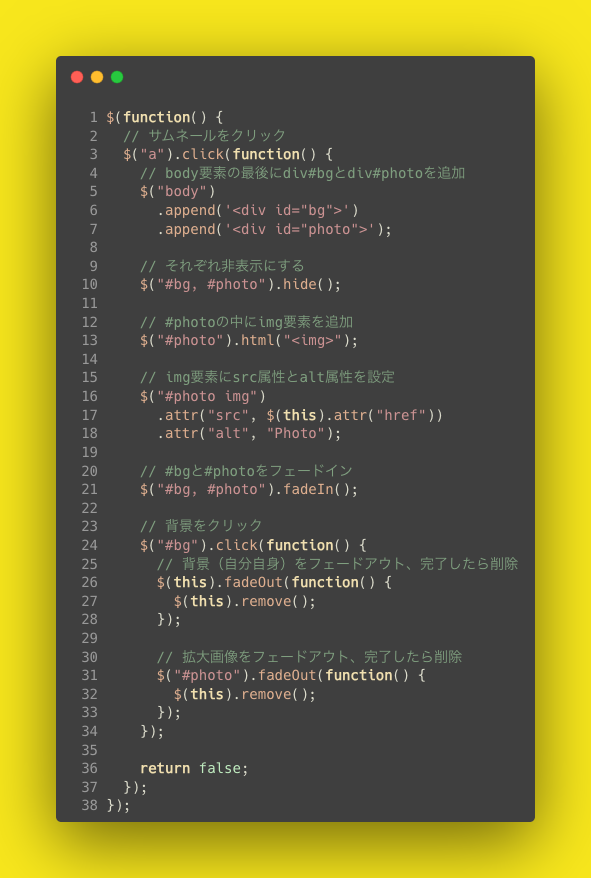 1 $(function() {
2   // サムネールをクリック
3   $("a").click(function() {
4     // body要素の最後にdiv#bgとdiv#photoを追加
5     $("body")
6       .append('<div id="bg">')
7       .append('<div id="photo">');
8
9     // それぞれ非表示にする
10     $("#bg, #photo").hide();
11
12     // #photoの中にimg要素を追加
13     $("#photo").html("<img>");
14
15     // img要素にsrc属性とalt属性を設定
16     $("#photo img")
17       .attr("src", $(this).attr("href"))
18       .attr("alt", "Photo");
19
20     // #bgと#photoをフェードイン
21     $("#bg, #photo").fadeIn();
22
23     // 背景をクリック
24     $("#bg").click(function() {
25       // 背景（自分自身）をフェードアウト、完了したら削除
26       $(this).fadeOut(function() {
27         $(this).remove();
28       });
29
30       // 拡大画像をフェードアウト、完了したら削除
31       $("#photo").fadeOut(function() {
32         $(this).remove();
33       });
34     });
35
36     return false;
37   });
38 });